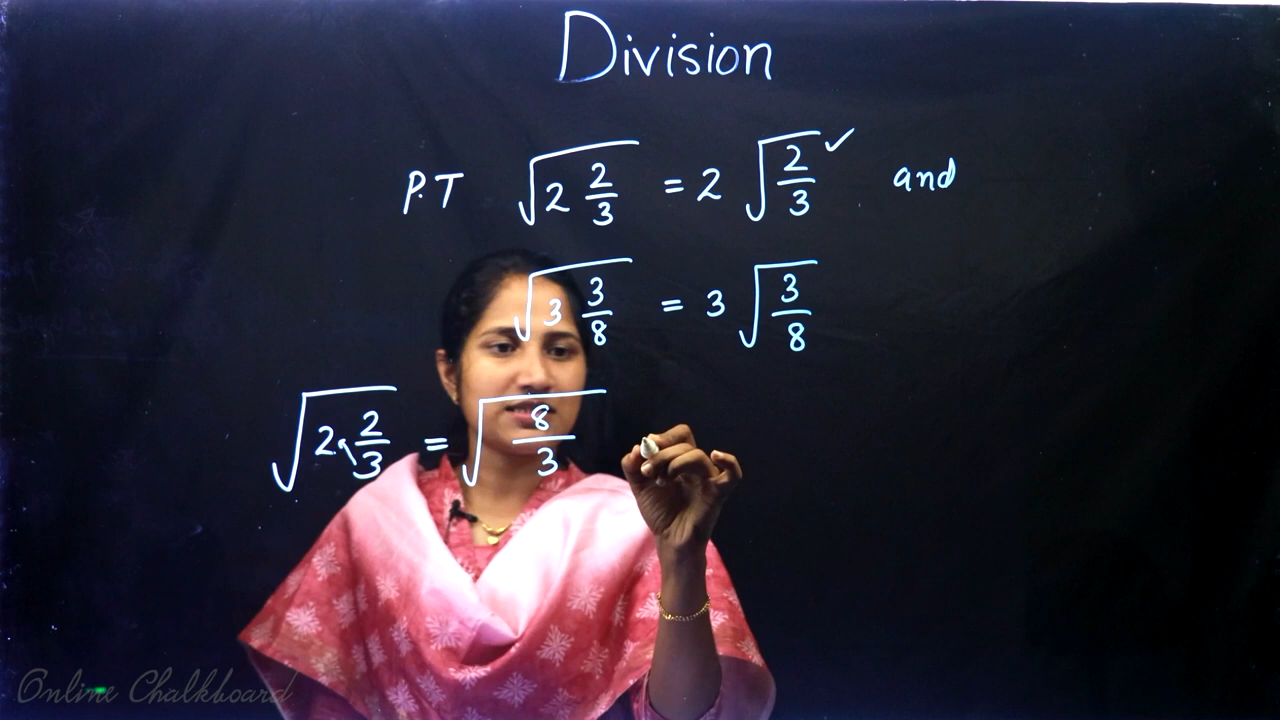 Division
P.T √2 2/3 = 2 √2/3 ✓ and
√3 3/8 = 3 √3/8
√2 2/3 = √8/3
Online Chalkboard